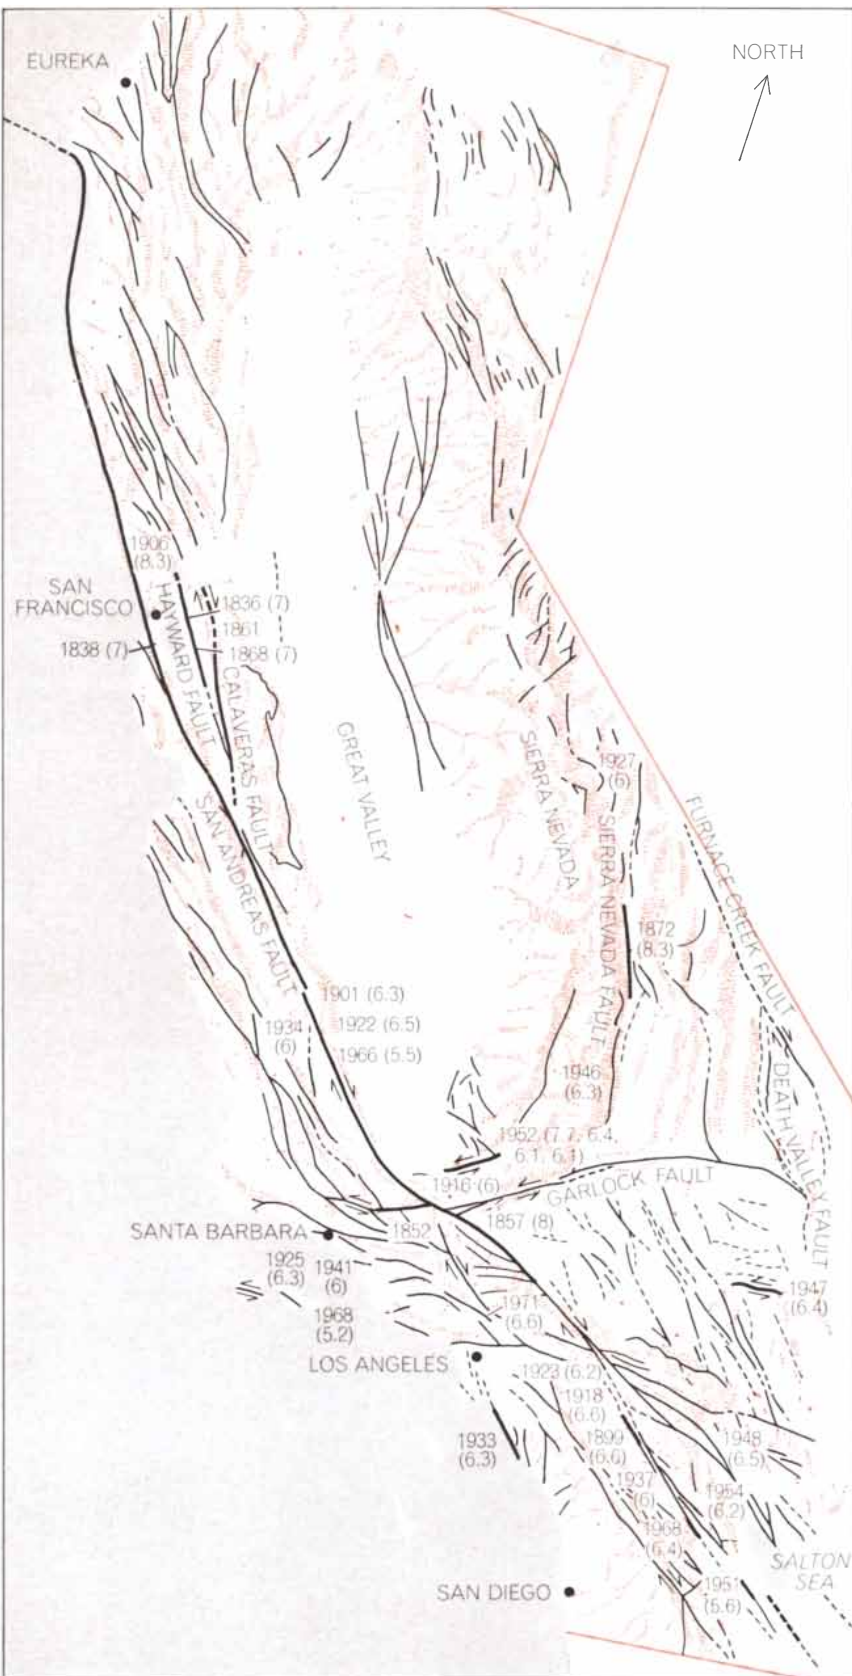 NORTH
EUREKA
1906
(8.3)
SAN
FRANCISCO
HAYWARD FAULT
1836 (7)
1861
1838 (7)
1868 (7)
CALAVERAS FAULT
SAN ANDREAS FAULT
GREAT VALLEY
SIERRA NEVADA
1927
(6)
SIERRA NEVADA FAULT
FURNACE CREEK FAULT
1872
(8.3)
1901 (6.3)
1934
(6)
1922 (6.5)
1966 (5.5)
1946
(6.3)
DEATH VALLEY FAULT
1952 (7.7, 6.4,
6.1, 6.1)
1916 (6)
GARLOCK FAULT
SANTA BARBARA
1852
1857 (8)
1925
(6.3)
1941
(6)
1968
(5.2)
1947
(6.4)
1971
(6.6)
LOS ANGELES
1923 (6.2)
1918
(6.6)
1933
(6.3)
1899
(6.6)
1948
(6.5)
1937
(6)
1954
(6.2)
1968
(6.4)
SALTON
SEA
SAN DIEGO
1951
(5.6)